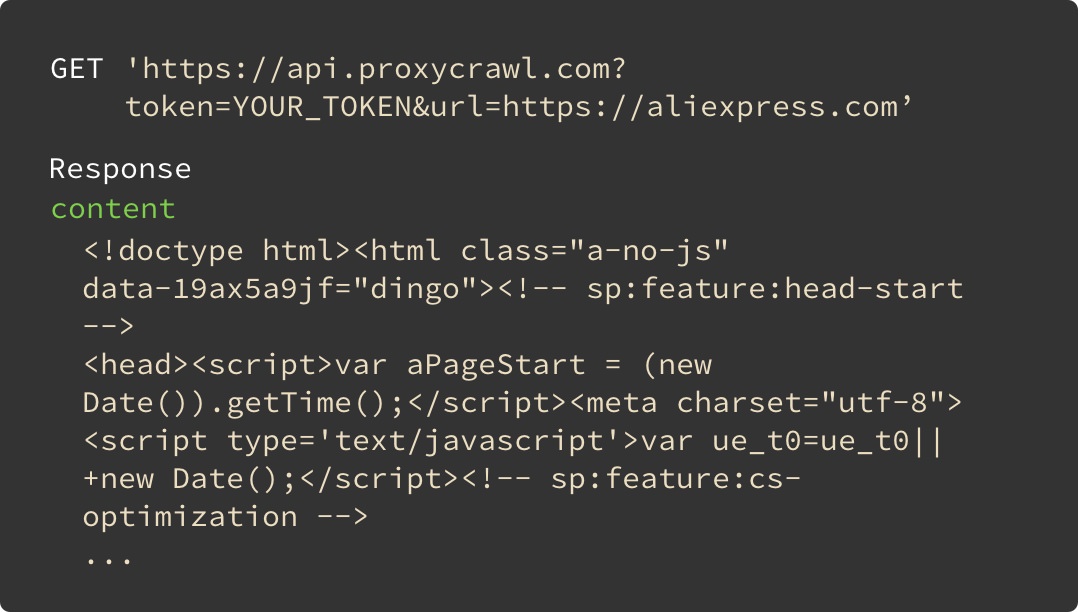 GET 'https://api.proxycrawl.com?
token=YOUR_TOKEN&url=https://aliexpress.com’
Response
content
<!doctype html><html class="a-no-js"
data-19ax5a9jf="dingo"><!-- sp:feature:head-start
-->
<head><script>var aPageStart = (new
Date()).getTime();</script><meta charset="utf-8">
<script type='text/javascript'>var ue_t0=ue_t0||
+new Date();</script><!-- sp:feature:cs-
optimization -->
...